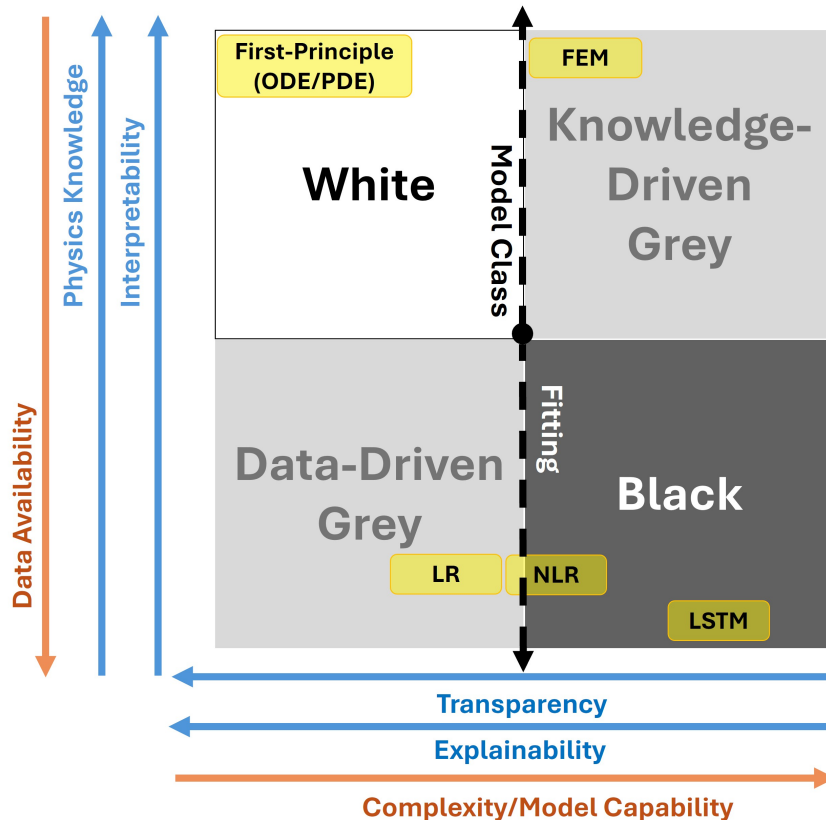 First-Principle
(ODE/PDE)
FEM
Physics Knowledge
Interpretability
White
Model Class
Knowledge-
Driven
Grey
Data Availability
Data-Driven
Grey
Fitting
Black
LR
NLR
LSTM
Transparency
Explainability
Complexity/Model Capability